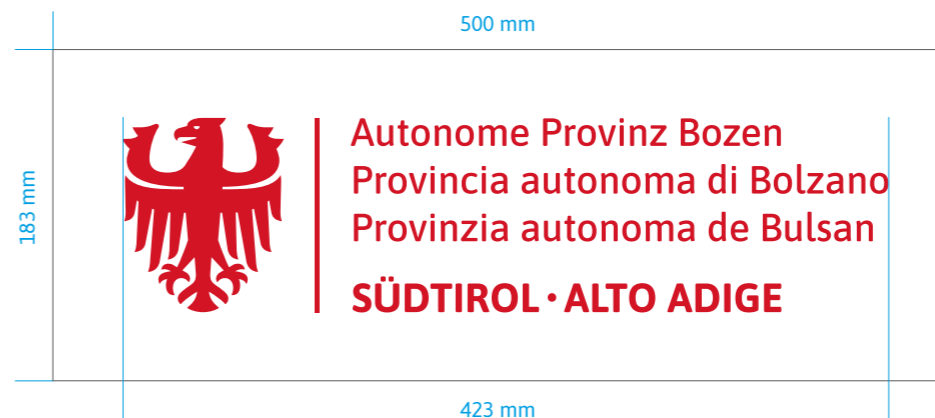 500 mm
Autonome Provinz Bozen
Provincia autonoma di Bolzano
Provinzia autonoma de Bulsan
SÜDTIROL · ALTO ADIGE
183 mm
423 mm